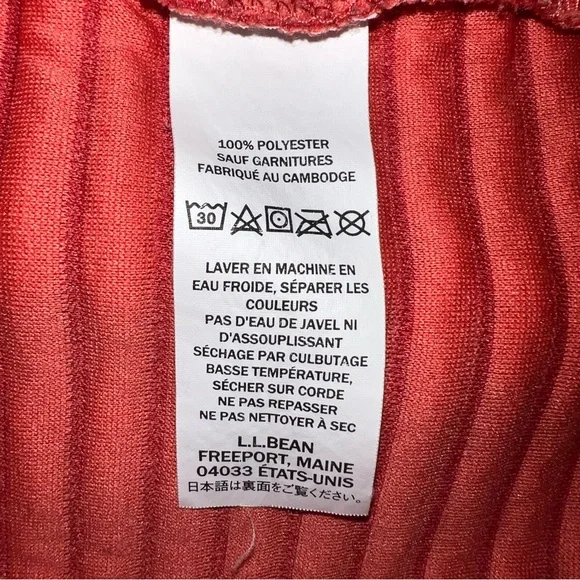 100% POLYESTER
SAUF GARNITURES
FABRIQUÉ AU CAMBODGE
30
LAVER EN MACHINE EN
EAU FROIDE, SÉPARER LES
COULEURS
PAS D'EAU DE JAVEL NI
D'ASSOUPLISSANT
SÉCHAGE PAR CULBUTAGE
BASSE TEMPÉRATURE,
SÉCHER SUR CORDE
NE PAS REPASSER
NE PAS NETTOYER À SEC
L.L.BEAN
FREEPORT, MAINE
04033 ÉTATS-UNIS
日本語は裏面をご覧ください。